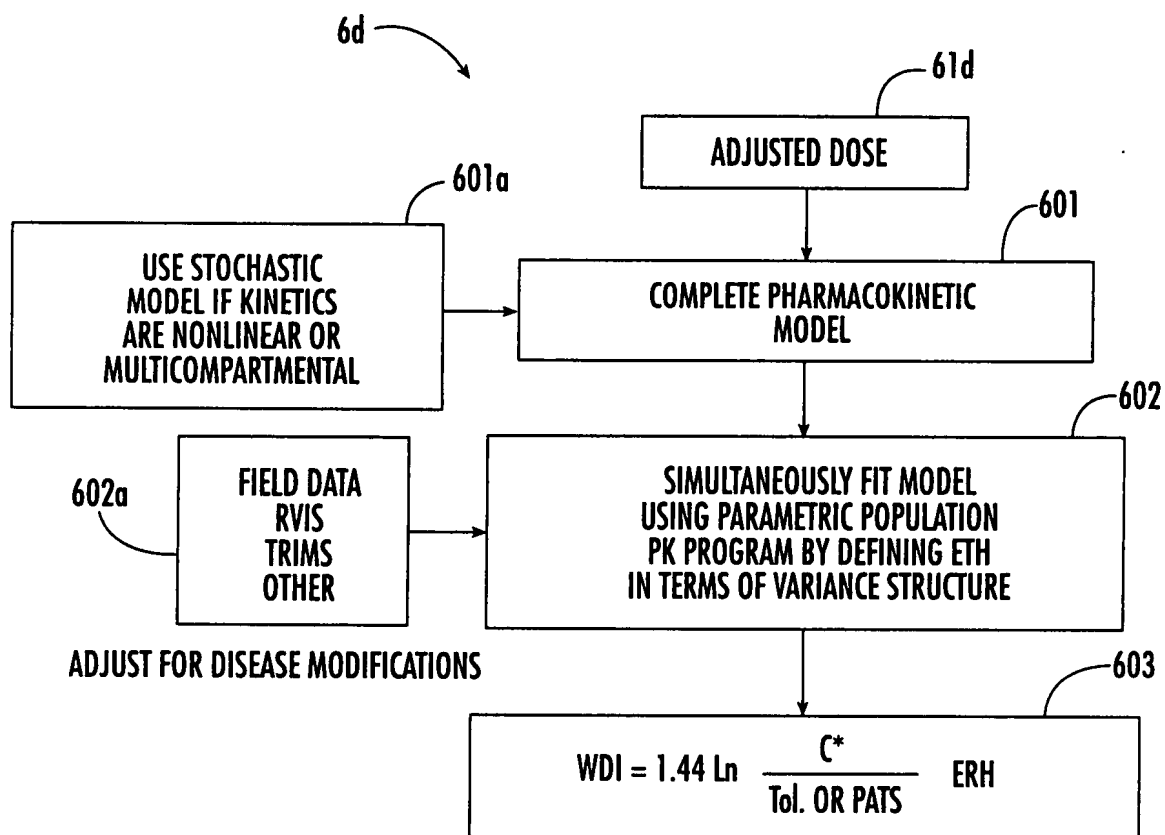 6d
61d
ADJUSTED DOSE
601a
USE STOCHASTIC
MODEL IF KINETICS
ARE NONLINEAR OR
MULTICOMPARTMENTAL
601
COMPLETE PHARMACOKINETIC
MODEL
602a
FIELD DATA
RVIS
TRIMS
OTHER
ADJUST FOR DISEASE MODIFICATIONS
602
SIMULTANEOUSLY FIT MODEL
USING PARAMETRIC POPULATION
PK PROGRAM BY DEFINING ETH
IN TERMS OF VARIANCE STRUCTURE
603
WDI = 1.44 Ln C* / Tol. OR PATS ERH